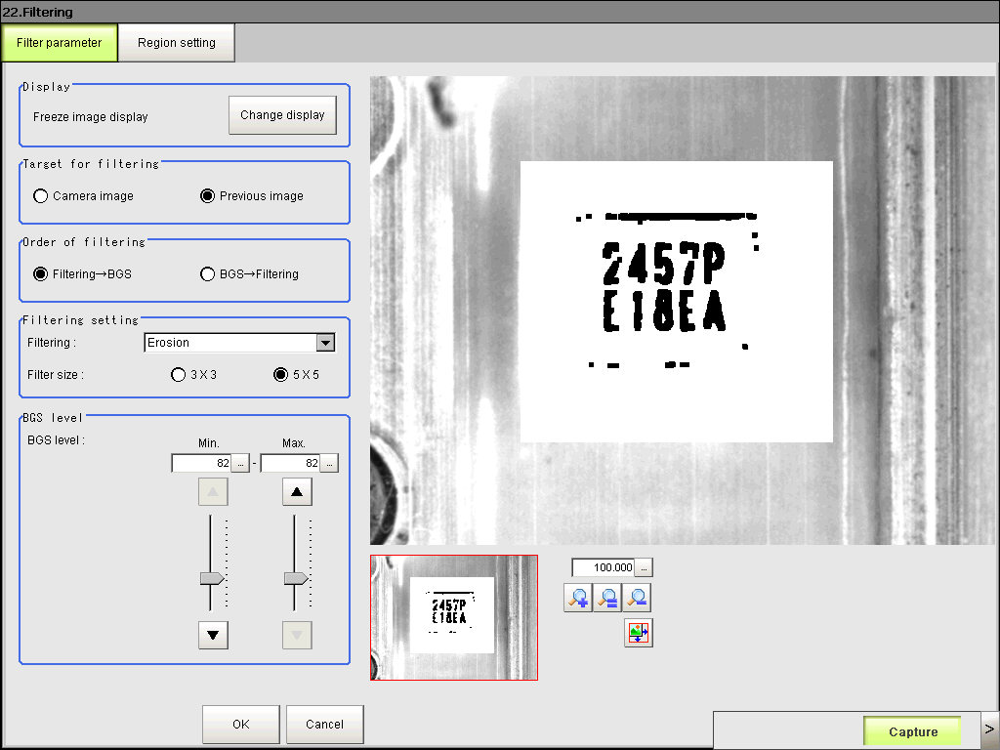 22.Filtering
Filter parameter
Region setting
Display
Freeze image display
Change display
Target for filtering
Camera image
Previous image
Order of filtering
Filtering→BGS
BGS→Filtering
Filtering setting
Filtering :
Erosion
Filter size :
3 X 3
5 X 5
BGS level
BGS level :
Min.
Max.
82 ... - 82 ...
2457P
E18EA
2457P
E18EA
100.000 ...
OK
Cancel
Capture
>